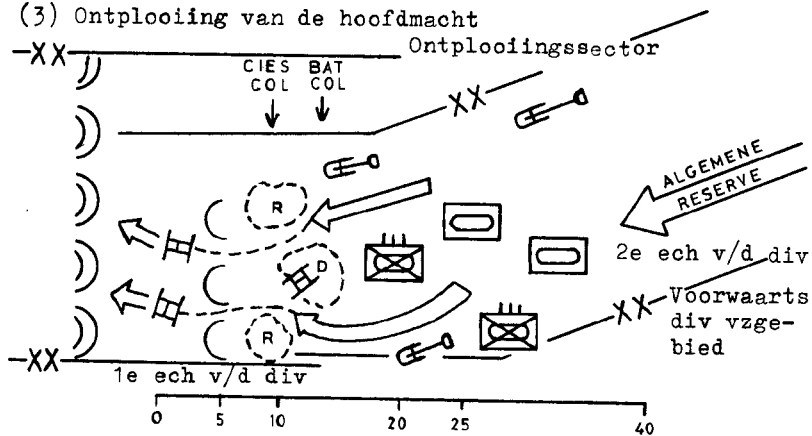 (3) Ontplooiing van de hoofdmacht
Ontplooiingssector
XX
CIES BAT
COL COL
XX
ALGEMENE
RESERVE
R
D
2e ech v/d div
R
XX
Voorwaarts
div vzge-
bied
XX
1e ech v/d div
0 5 10 20 25 40